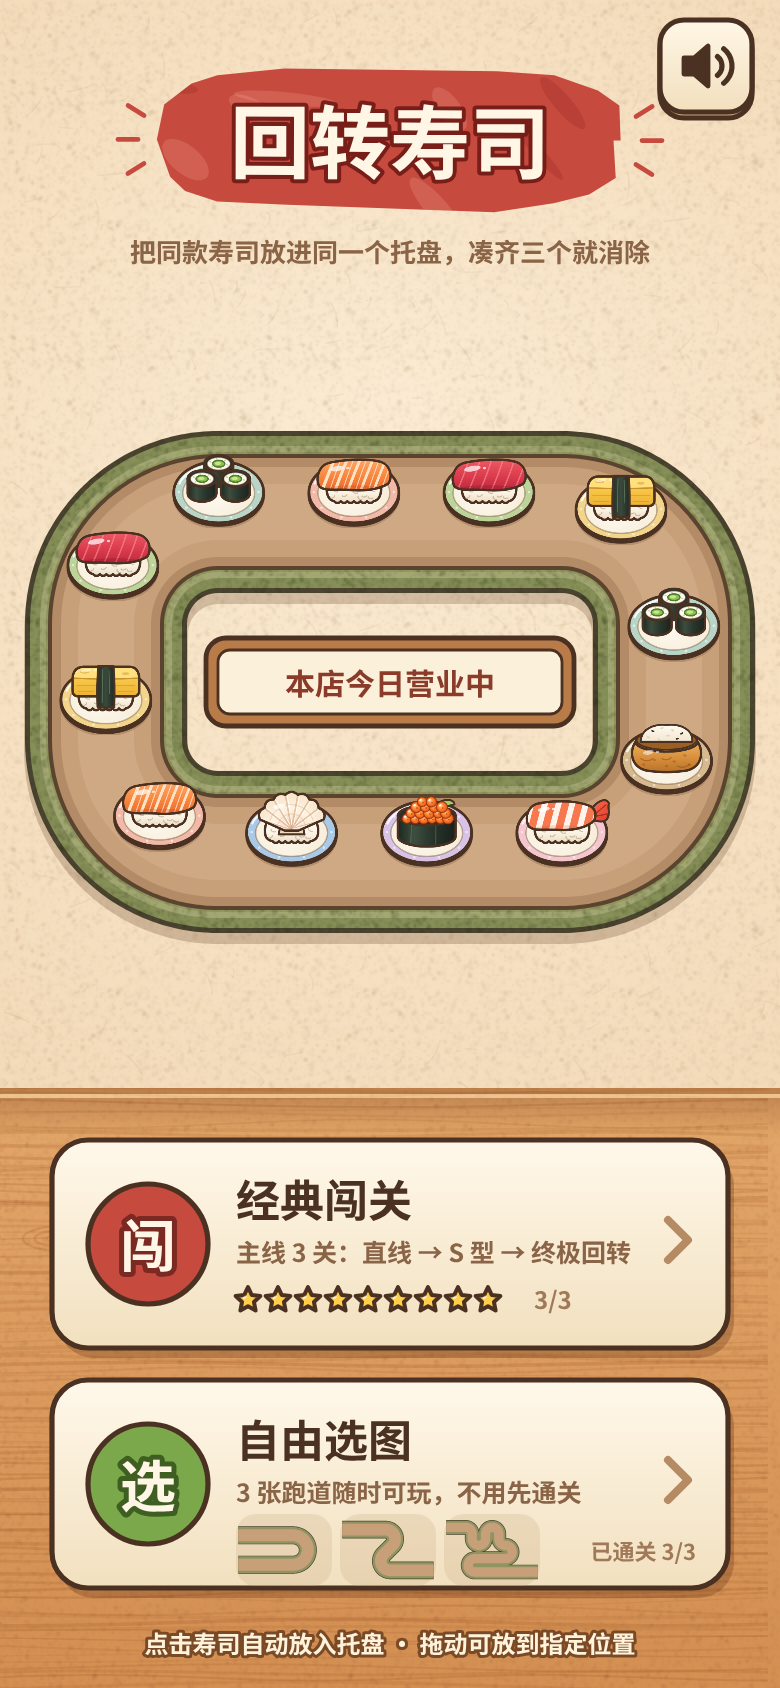 回转寿司
把同款寿司放进同一个托盘，凑齐三个就消除
本店今日营业中
闯
经典闯关
主线 3 关：直线 → S 型 → 终极回转
3/3
选
自由选图
3 张跑道随时可玩，不用先通关
已通关 3/3
点击寿司自动放入托盘 · 拖动可放到指定位置